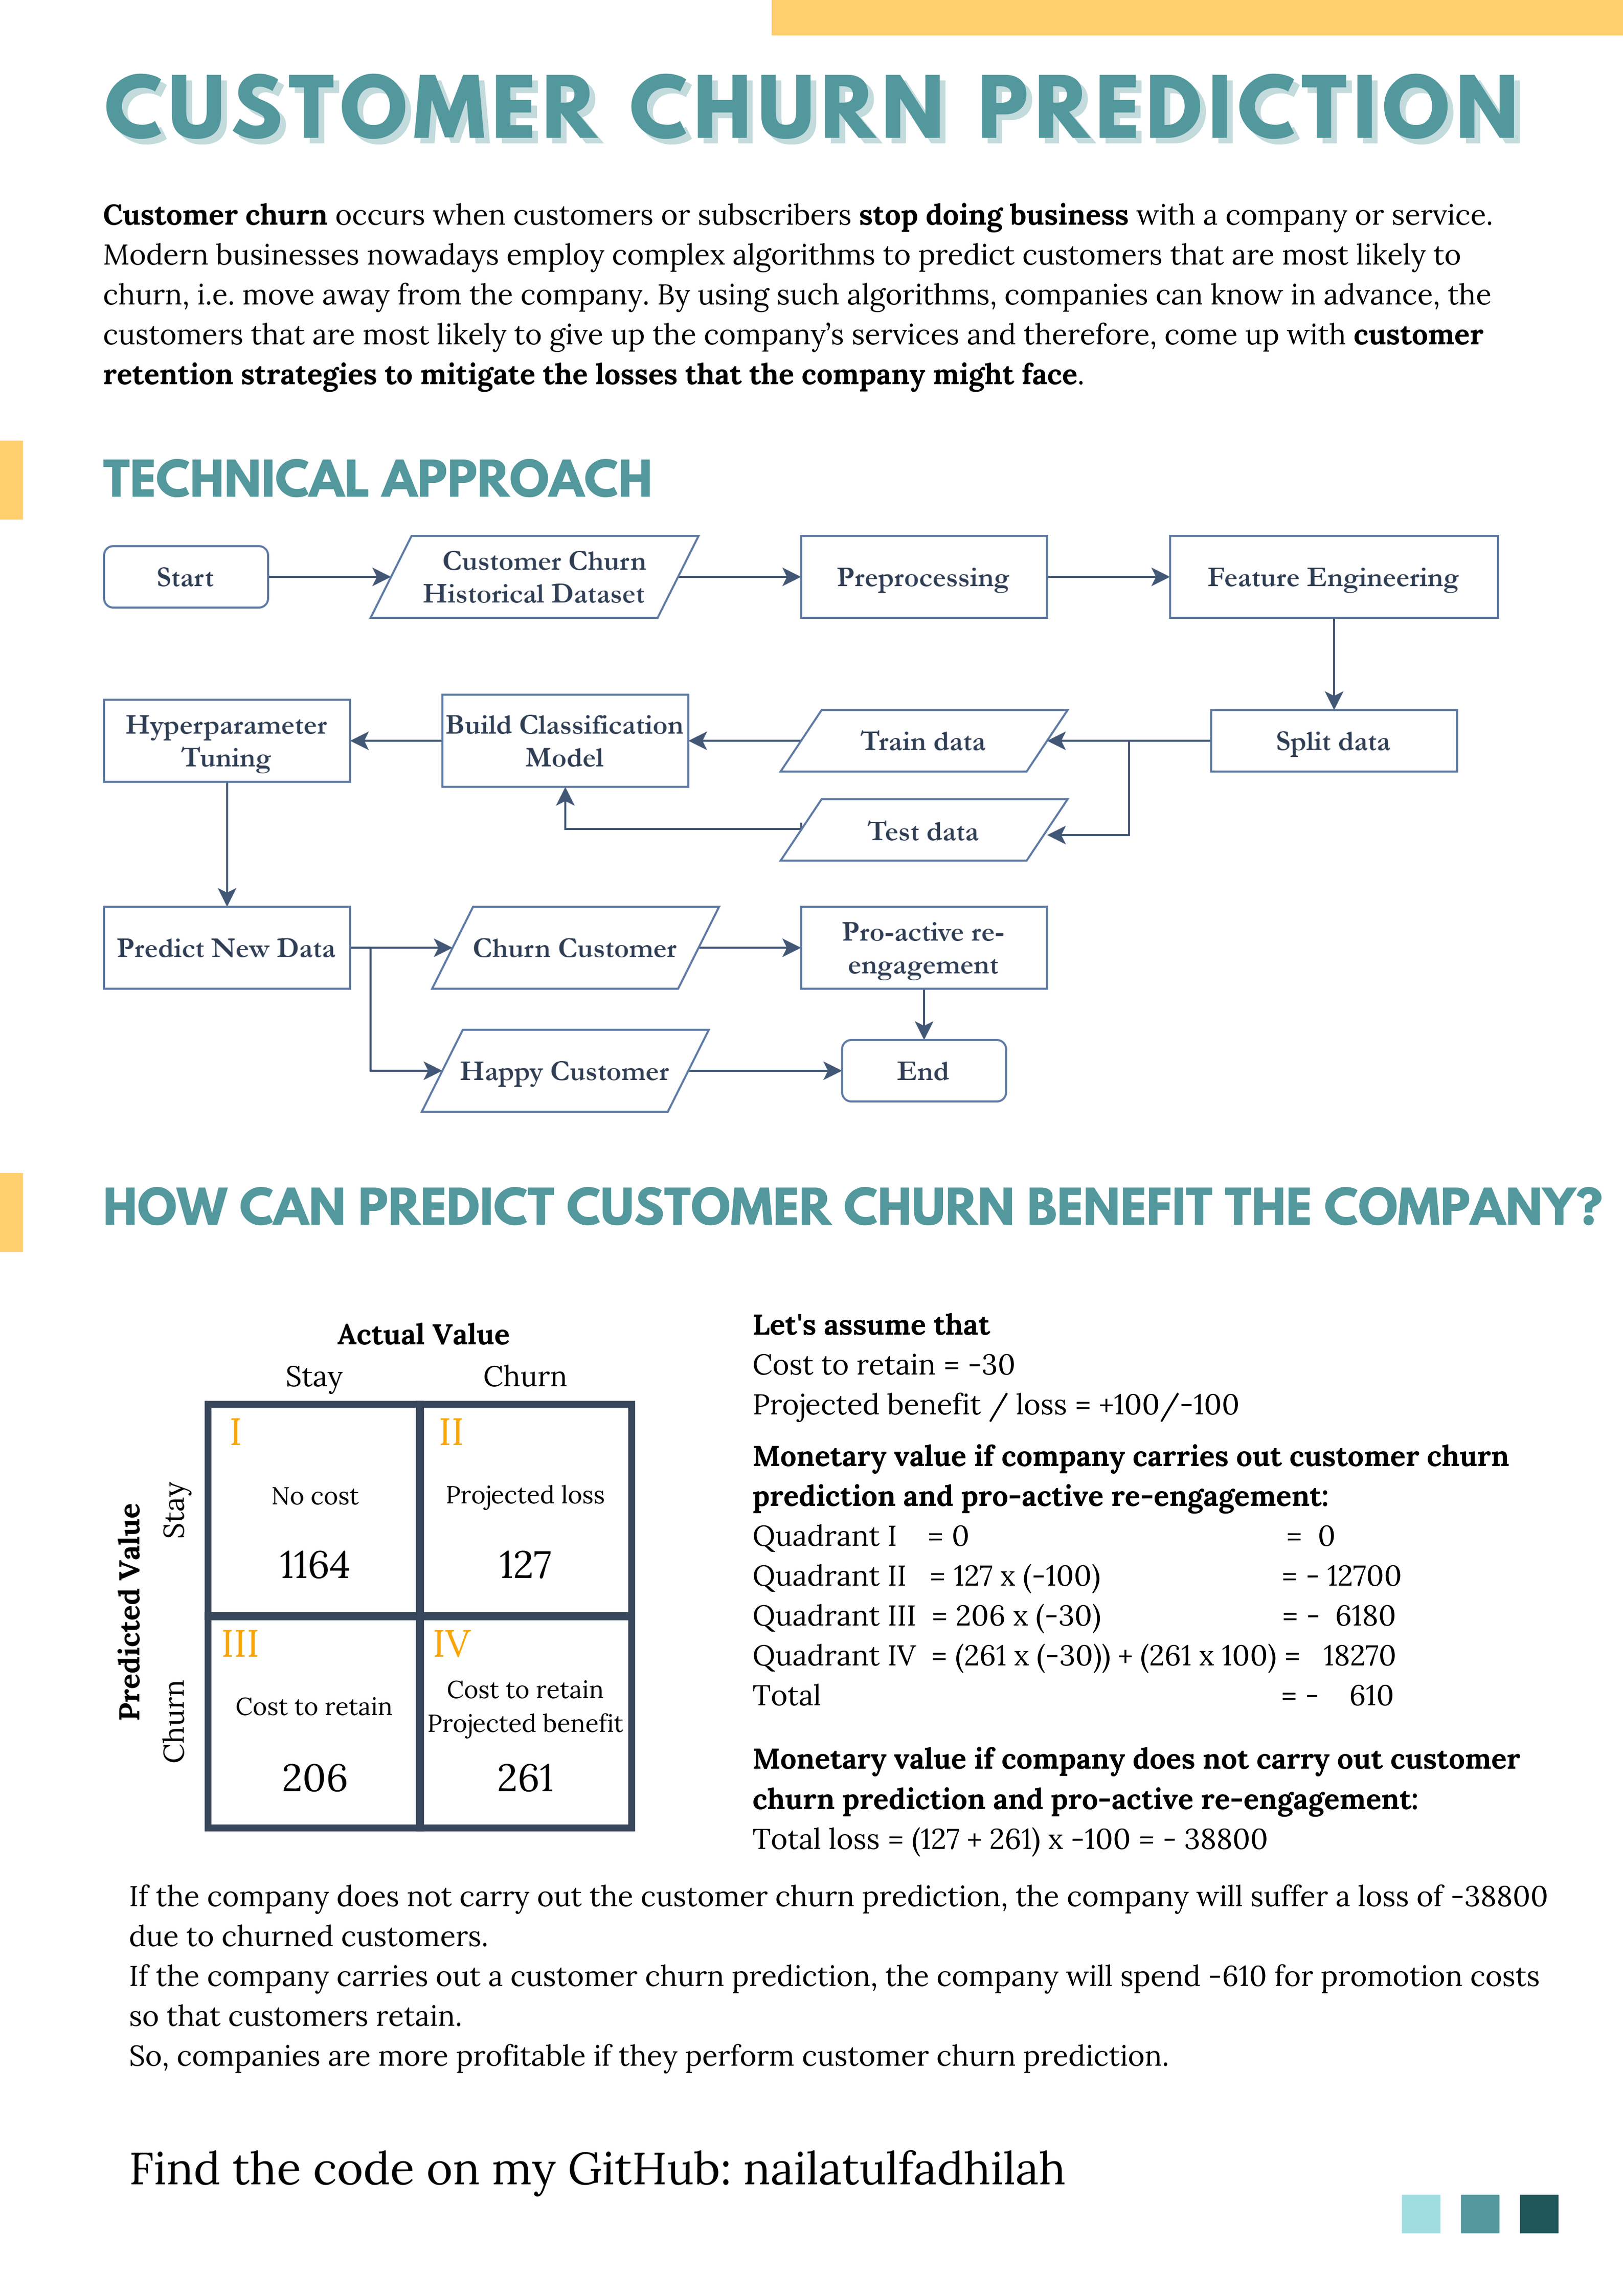 CUSTOMER CHURN PREDICTION
Customer churn occurs when customers or subscribers stop doing business with a company or service.
Modern businesses nowadays employ complex algorithms to predict customers that are most likely to
churn, i.e. move away from the company. By using such algorithms, companies can know in advance, the
customers that are most likely to give up the company’s services and therefore, come up with customer
retention strategies to mitigate the losses that the company might face.
TECHNICAL APPROACH
Start
Customer Churn
Historical Dataset
Preprocessing
Feature Engineering
Hyperparameter
Tuning
Build Classification
Model
Train data
Split data
Test data
Predict New Data
Churn Customer
Pro-active re-
engagement
Happy Customer
End
HOW CAN PREDICT CUSTOMER CHURN BENEFIT THE COMPANY?
Actual Value
Stay
Churn
Predicted Value
Stay
Churn
I
No cost
1164
II
Projected loss
127
III
Cost to retain
206
IV
Cost to retain
Projected benefit
261
Let's assume that
Cost to retain = -30
Projected benefit / loss = +100/-100
Monetary value if company carries out customer churn
prediction and pro-active re-engagement:
Quadrant I = 0 = 0
Quadrant II = 127 x (-100) = - 12700
Quadrant III = 206 x (-30) = - 6180
Quadrant IV = (261 x (-30)) + (261 x 100) = 18270
Total = - 610
Monetary value if company does not carry out customer
churn prediction and pro-active re-engagement:
Total loss = (127 + 261) x -100 = - 38800
If the company does not carry out the customer churn prediction, the company will suffer a loss of -38800
due to churned customers.
If the company carries out a customer churn prediction, the company will spend -610 for promotion costs
so that customers retain.
So, companies are more profitable if they perform customer churn prediction.
Find the code on my GitHub: nailatulfadhilah